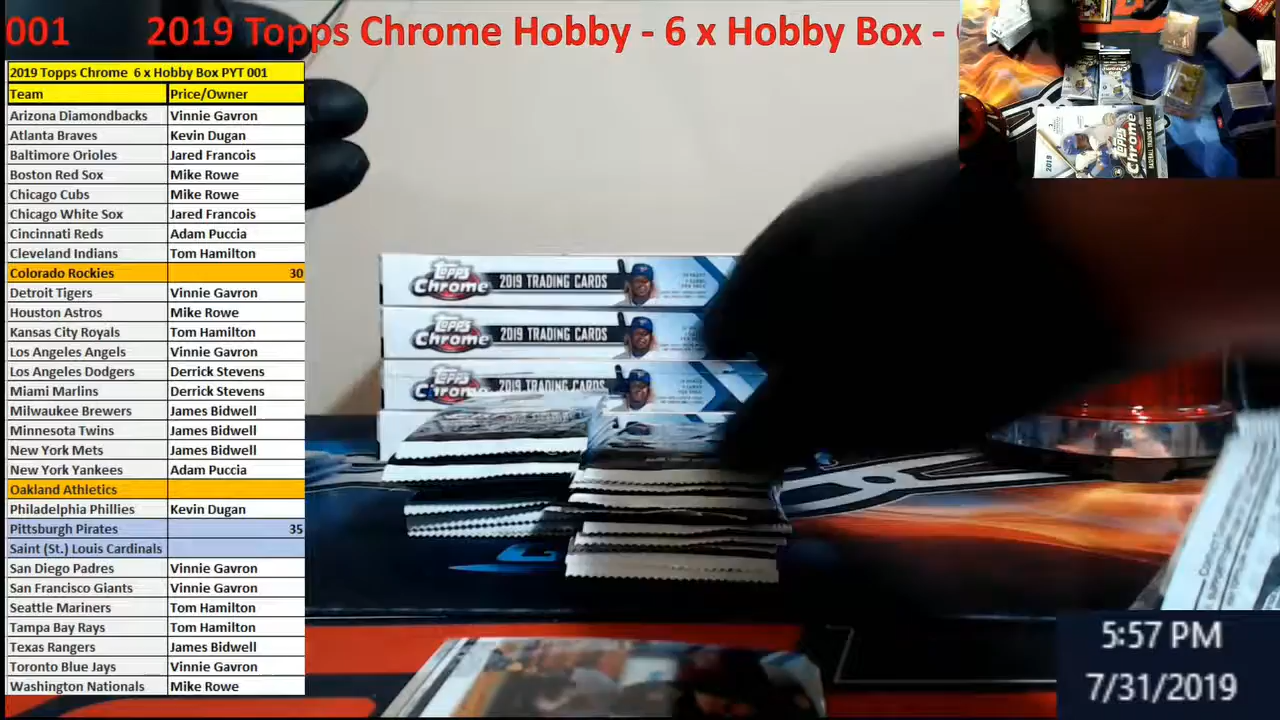 001 2019 Topps Chrome Hobby - 6 x Hobby Box -
2019 Topps Chrome 6 x Hobby Box PYT 001
Team Price/Owner
Arizona Diamondbacks Vinnie Gavron
Atlanta Braves Kevin Dugan
Baltimore Orioles Jared Francois
Boston Red Sox Mike Rowe
Chicago Cubs Mike Rowe
Chicago White Sox Jared Francois
Cincinnati Reds Adam Puccia
Cleveland Indians Tom Hamilton
Colorado Rockies 30
Detroit Tigers Vinnie Gavron
Houston Astros Mike Rowe
Kansas City Royals Tom Hamilton
Los Angeles Angels Vinnie Gavron
Los Angeles Dodgers Derrick Stevens
Miami Marlins Derrick Stevens
Milwaukee Brewers James Bidwell
Minnesota Twins James Bidwell
New York Mets James Bidwell
New York Yankees Adam Puccia
Oakland Athletics
Philadelphia Phillies Kevin Dugan
Pittsburgh Pirates 35
Saint (St.) Louis Cardinals
San Diego Padres Vinnie Gavron
San Francisco Giants Vinnie Gavron
Seattle Mariners Tom Hamilton
Tampa Bay Rays Tom Hamilton
Texas Rangers James Bidwell
Toronto Blue Jays Vinnie Gavron
Washington Nationals Mike Rowe
Topps
Chrome 2019 TRADING CARDS
Topps
Chrome 2019 TRADING CARDS
Topps
Chrome 2019 TRADING CARDS
2019
Topps
Chrome
BASEBALL TRADING CARDS
5:57 PM
7/31/2019